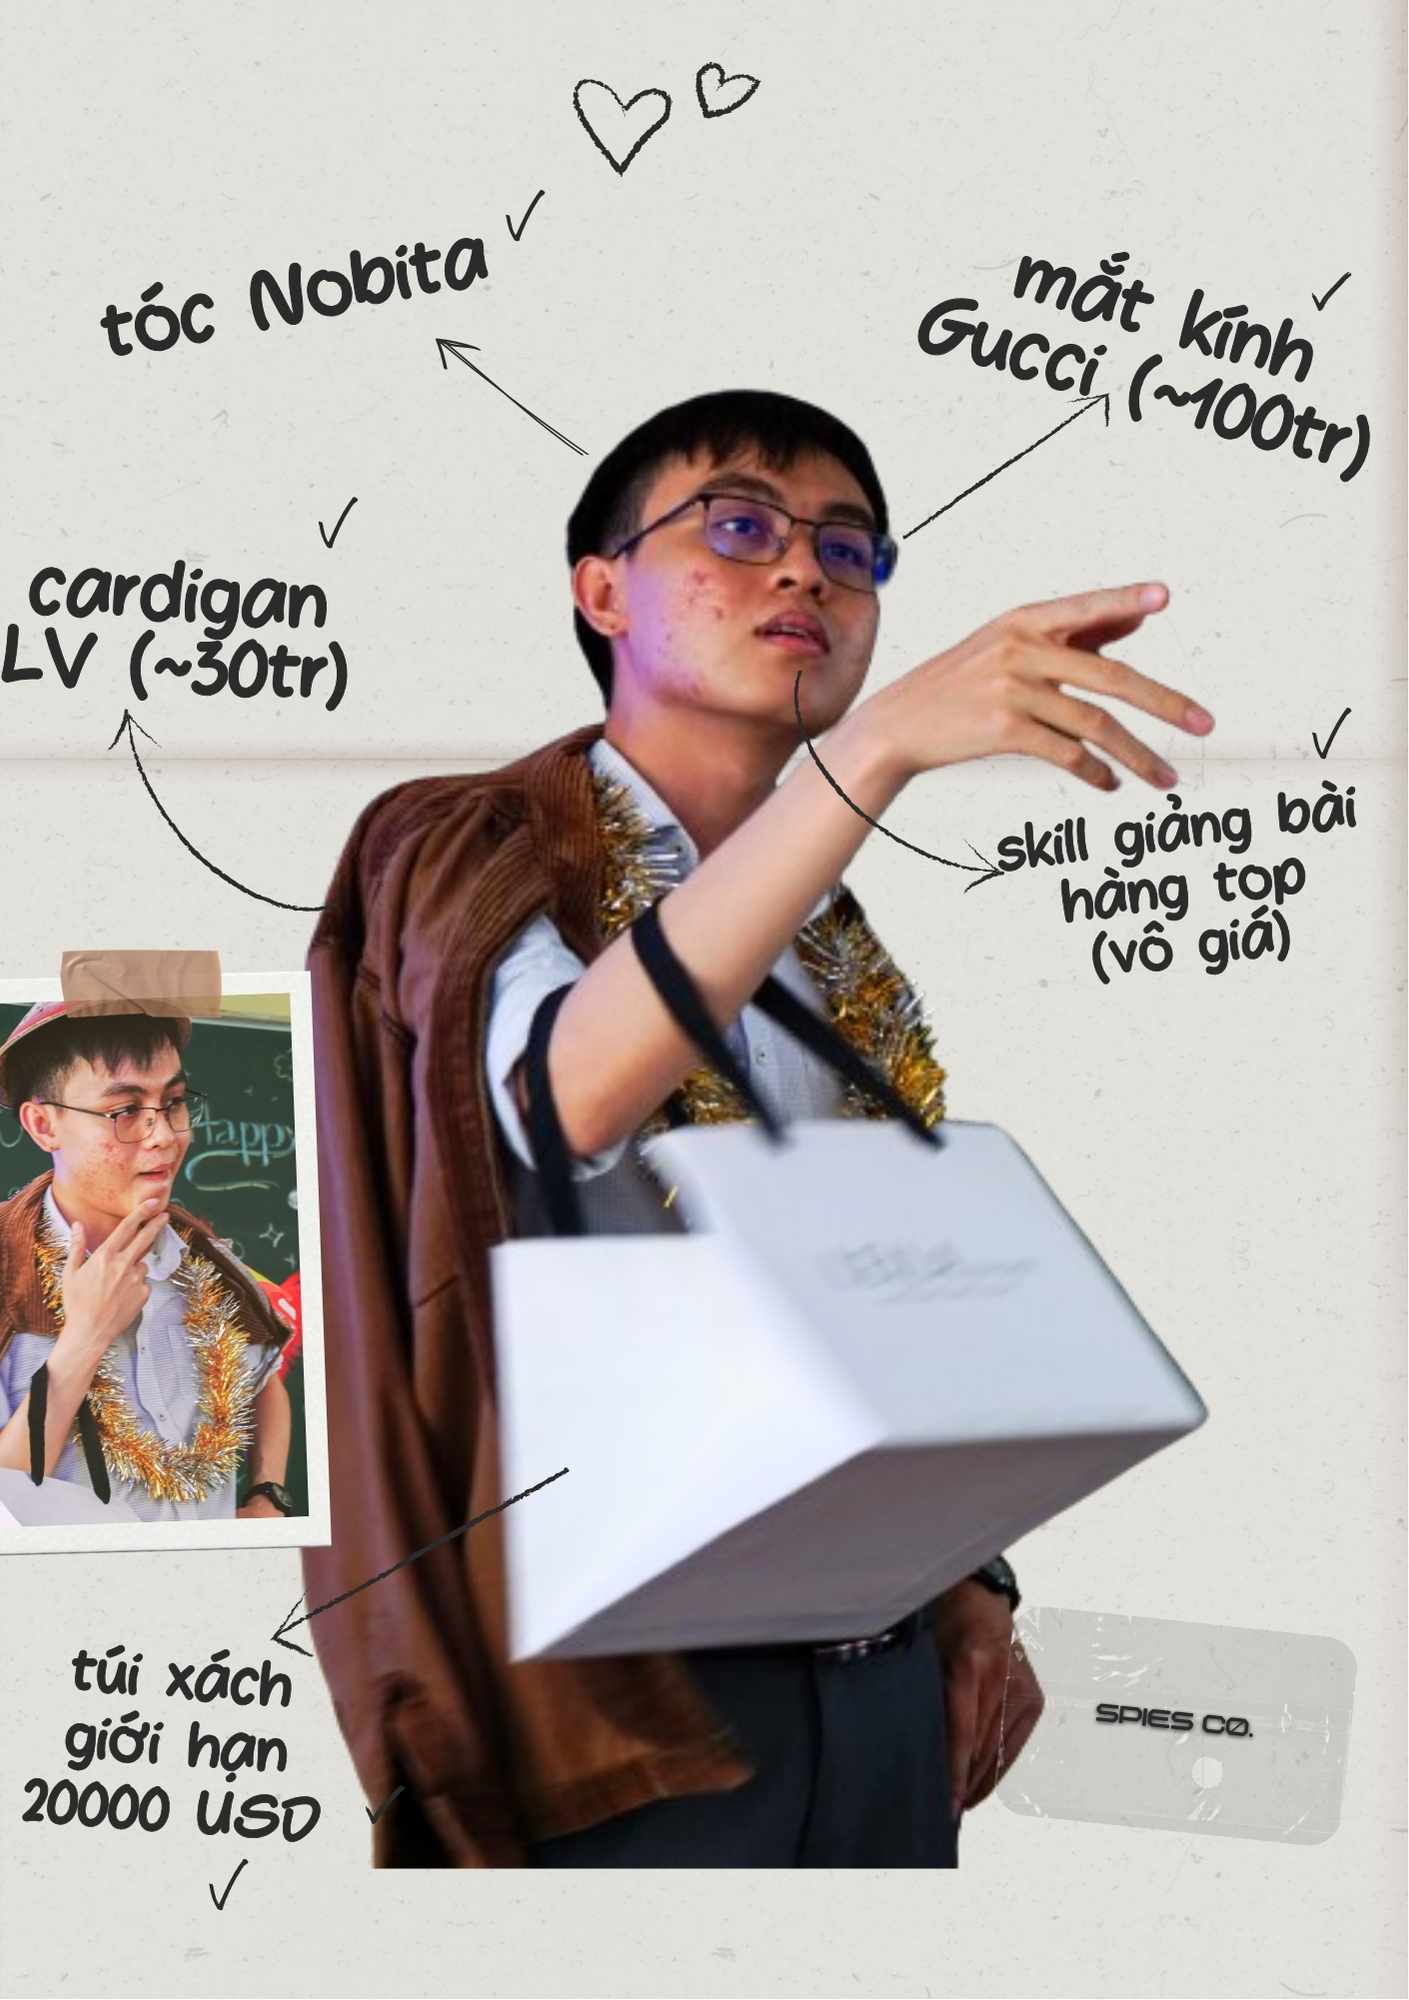 tóc Nobita
mắt kính
Gucci (~100tr)
cardigan
LV (~30tr)
skill giảng bài
hàng top
(vô giá)
Happy
túi xách
giới hạn
20000 USD
SPIES CO.